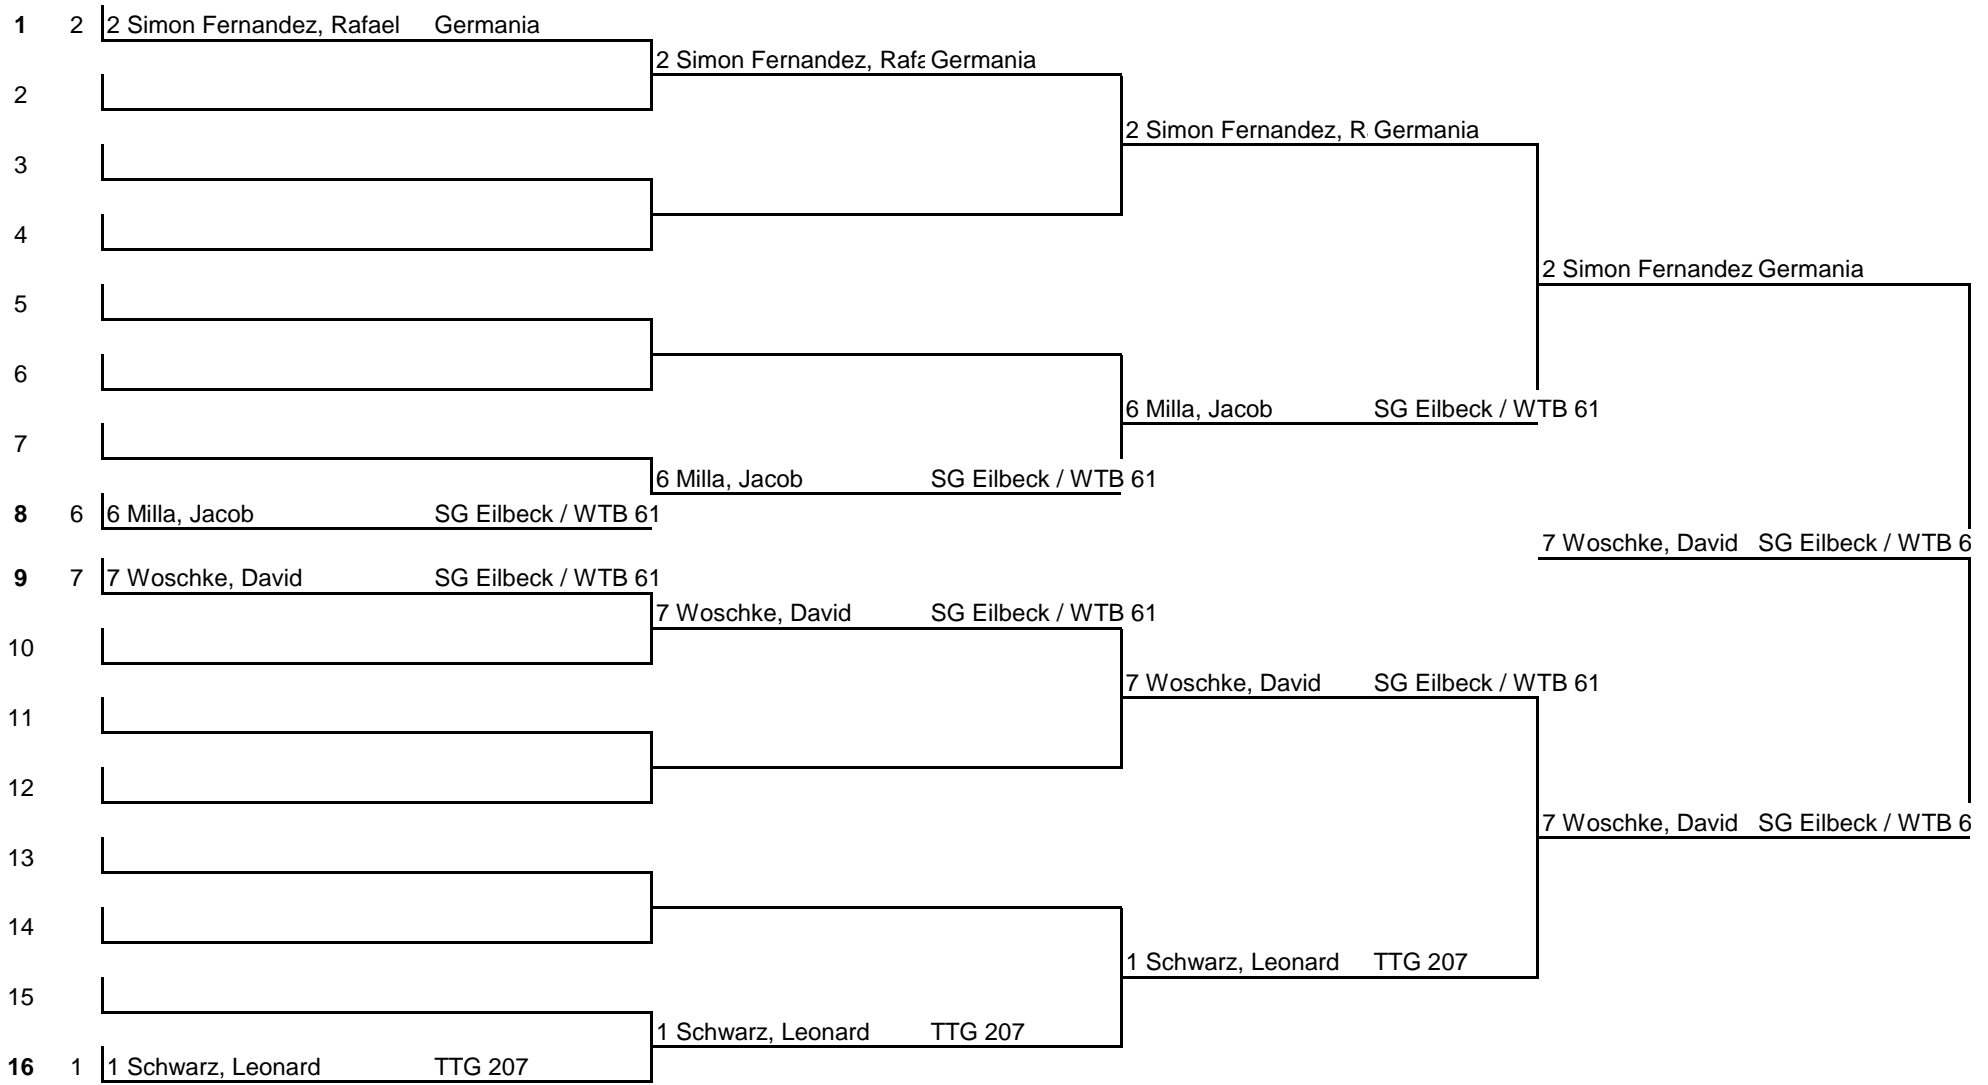 1 2 2 Simon Fernandez, Rafael Germania
2 Simon Fernandez, Rafa Germania
2
2 Simon Fernandez, R Germania
3
4
2 Simon Fernandez Germania
5
6
6 Milla, Jacob SG Eilbeck / WTB 61
7
6 Milla, Jacob SG Eilbeck / WTB 61
8 6 6 Milla, Jacob SG Eilbeck / WTB 61
7 Woschke, David SG Eilbeck / WTB 6
9 7 7 Woschke, David SG Eilbeck / WTB 61
7 Woschke, David SG Eilbeck / WTB 61
10
7 Woschke, David SG Eilbeck / WTB 61
11
12
7 Woschke, David SG Eilbeck / WTB 6
13
14
1 Schwarz, Leonard TTG 207
15
1 Schwarz, Leonard TTG 207
16 1 1 Schwarz, Leonard TTG 207